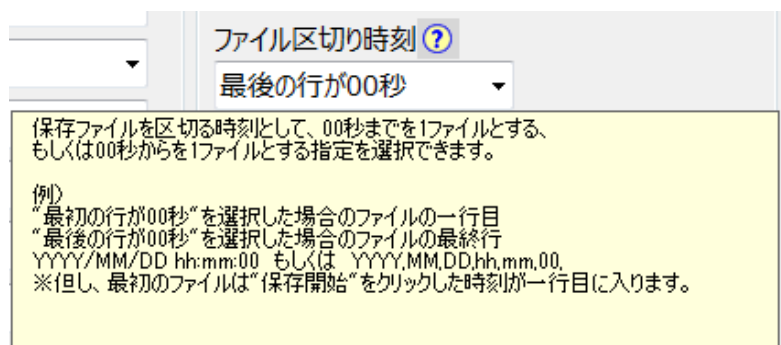 ファイル区切り時刻 ?
最後の行が00秒
保存ファイルを区切る時刻として、00秒までを1ファイルとする、
もしくは00秒からを1ファイルとする指定を選択できます。
例)
"最初の行が00秒"を選択した場合のファイルの一行目
"最後の行が00秒"を選択した場合のファイルの最終行
YYYY/MM/DD hh:mm:00 もしくは YYYY,MM,DD,hh,mm,00,
※但し、最初のファイルは"保存開始"をクリックした時刻が一行目に入ります。